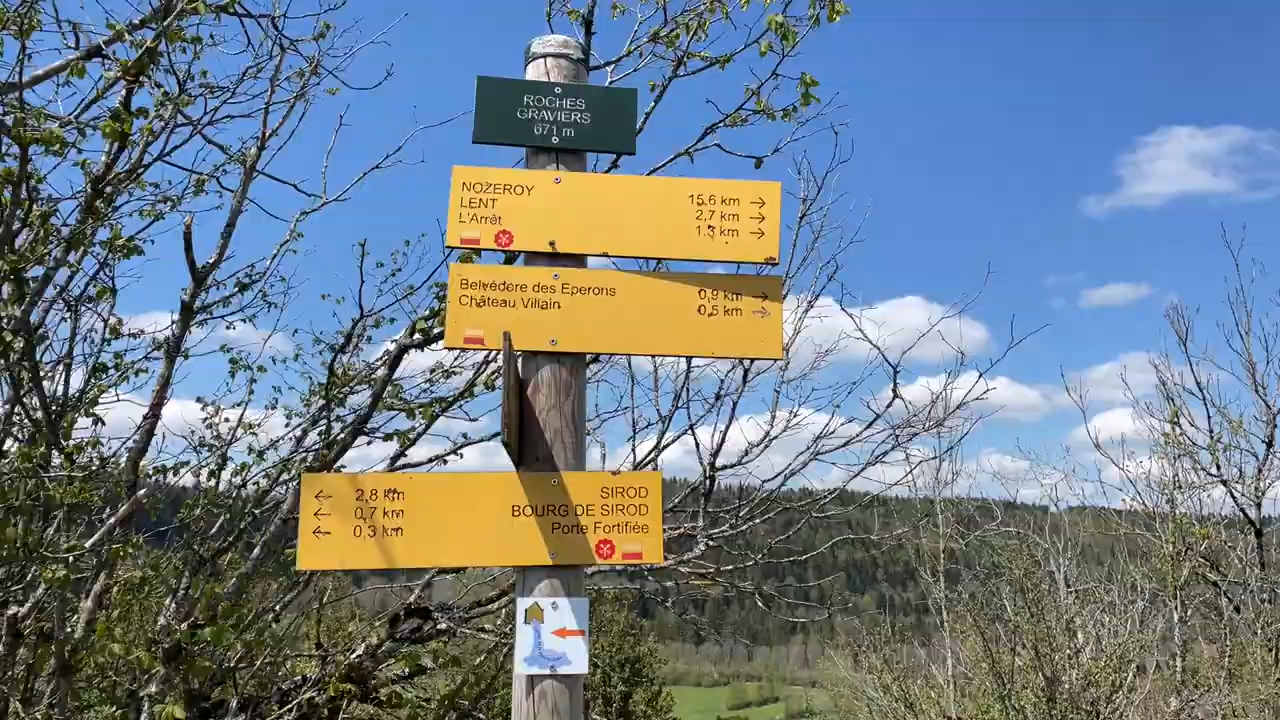 ROCHES
GRAVIERS
671 m
NOZEROY 15,6 km →
LENT 2,7 km →
L'Arrêt 1,3 km →
Belvédère des Eperons 0,9 km →
Château Villain 0,5 km →
← 2,8 km SIROD
← 0,7 km BOURG DE SIROD
← 0,3 km Porte Fortifiée